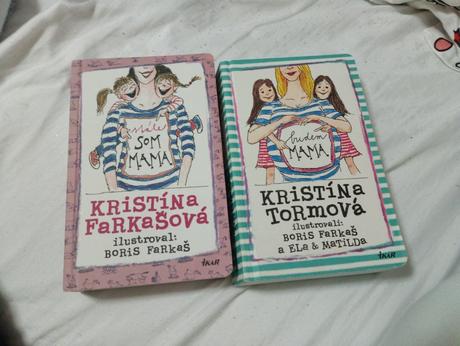 stále
SOM
MAMA
KRiSTíNA
FaRKaŠOVá
ilustroval:
BORiS FaRKaŠ
IKAR
budem
MAMA
KRiSTíNA
TORMOVá
ilustrovali:
BORiS FaRKaŠ
a ELa & MaTiLDa
IKAR